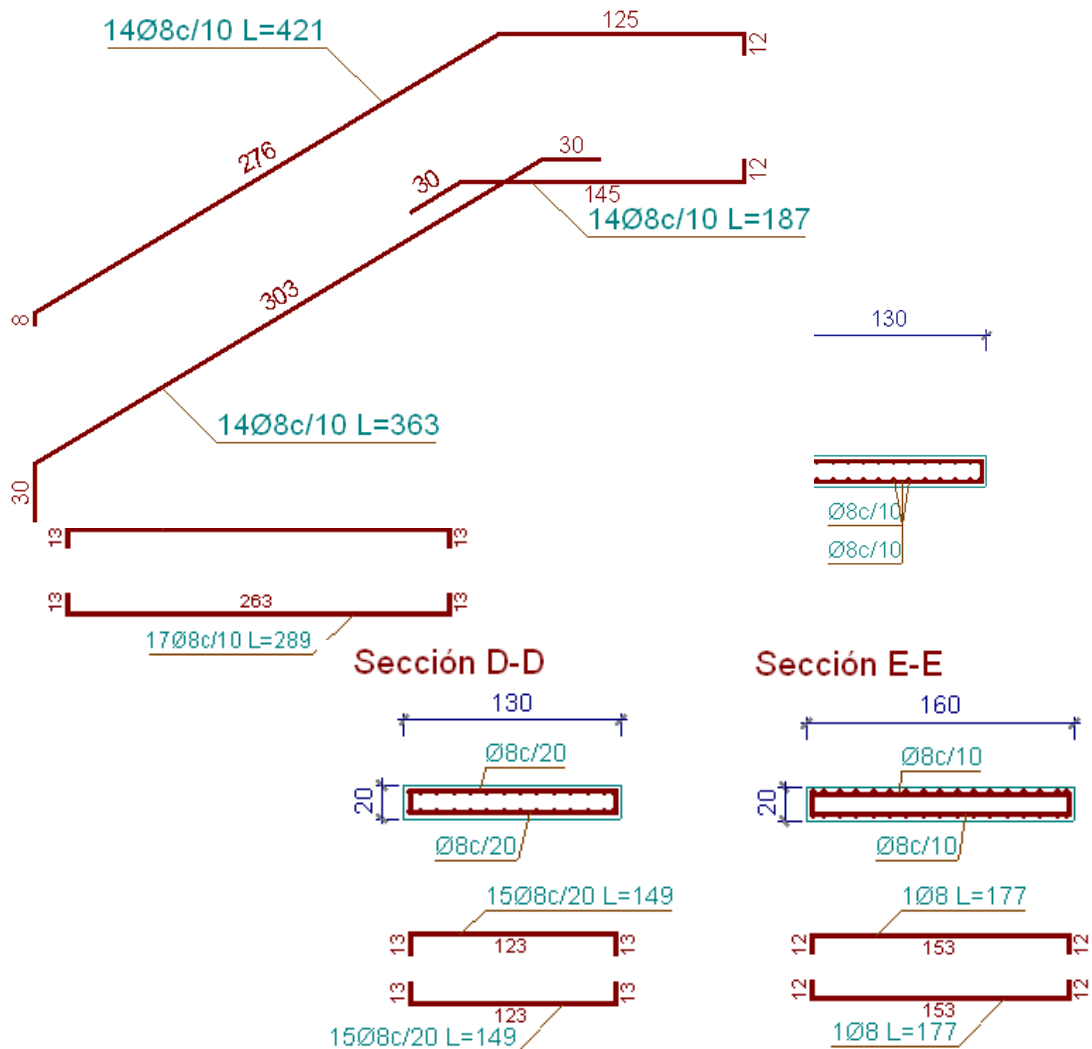 14Ø8c/10 L=421
125
12
276
30
30
12
145
14Ø8c/10 L=187
8
303
130
14Ø8c/10 L=363
30
Ø8c/10
Ø8c/10
13
13
13
263
13
17Ø8c/10 L=289
Sección D-D
Sección E-E
130
160
Ø8c/20
Ø8c/10
20
20
Ø8c/20
Ø8c/10
15Ø8c/20 L=149
1Ø8 L=177
13
123
13
12
153
12
13
123
13
12
153
12
15Ø8c/20 L=149
1Ø8 L=177